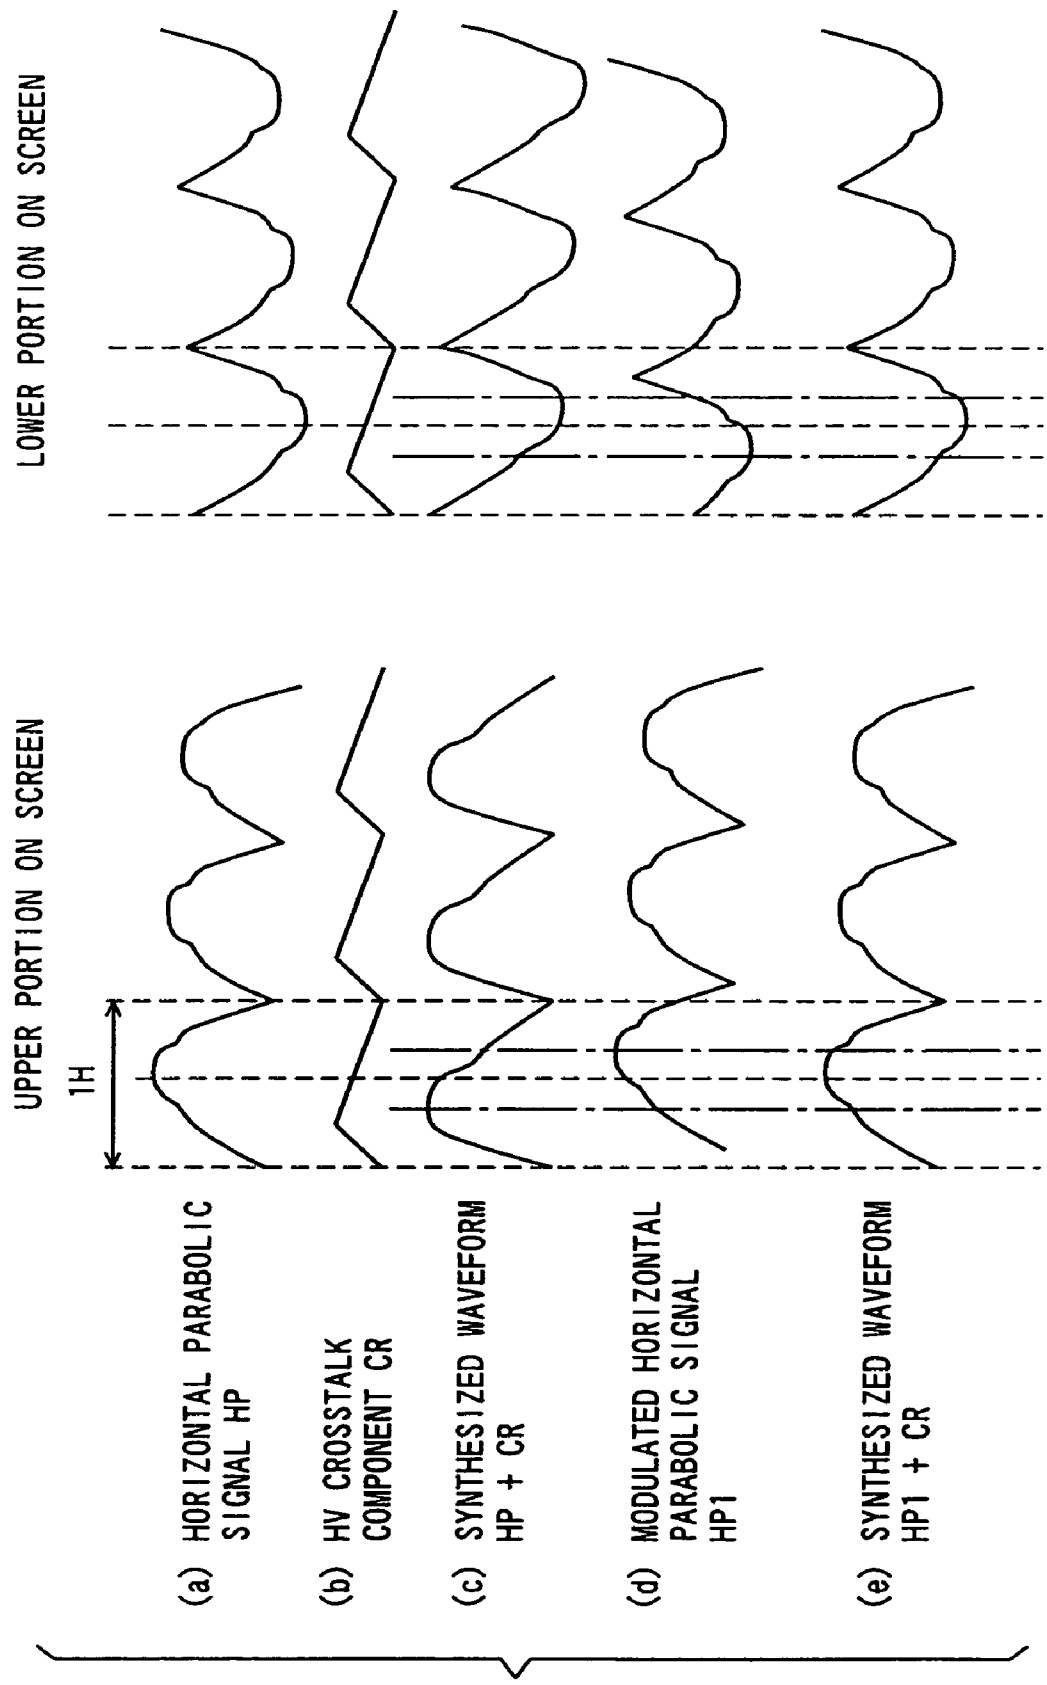 UPPER PORTION ON SCREEN
LOWER PORTION ON SCREEN
1H
(a) HORIZONTAL PARABOLIC
SIGNAL HP
(b) HV CROSSTALK
COMPONENT CR
(c) SYNTHESIZED WAVEFORM
HP + CR
(d) MODULATED HORIZONTAL
PARABOLIC SIGNAL
HP1
(e) SYNTHESIZED WAVEFORM
HP1 + CR